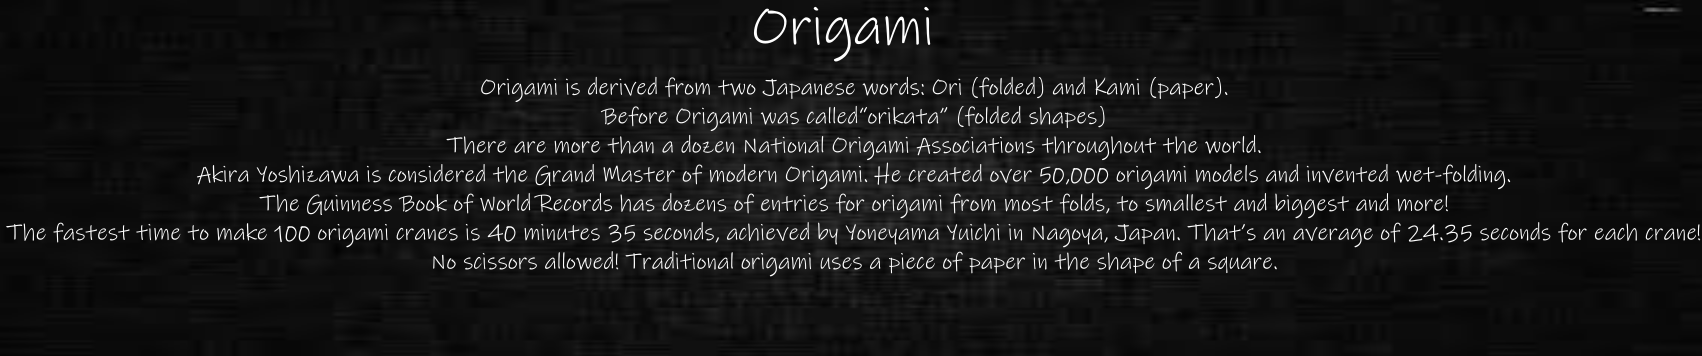 Origami
Origami is derived from two Japanese words: Ori (folded) and Kami (paper).
Before Origami was called“orikata” (folded shapes)
There are more than a dozen National Origami Associations throughout the world.
Akira Yoshizawa is considered the Grand Master of modern Origami. He created over 50,000 origami models and invented wet-folding.
The Guinness Book of World Records has dozens of entries for origami from most folds, to smallest and biggest and more!
The fastest time to make 100 origami cranes is 40 minutes 35 seconds, achieved by Yoneyama Yuichi in Nagoya, Japan. That’s an average of 24.35 seconds for each crane!
No scissors allowed! Traditional origami uses a piece of paper in the shape of a square.